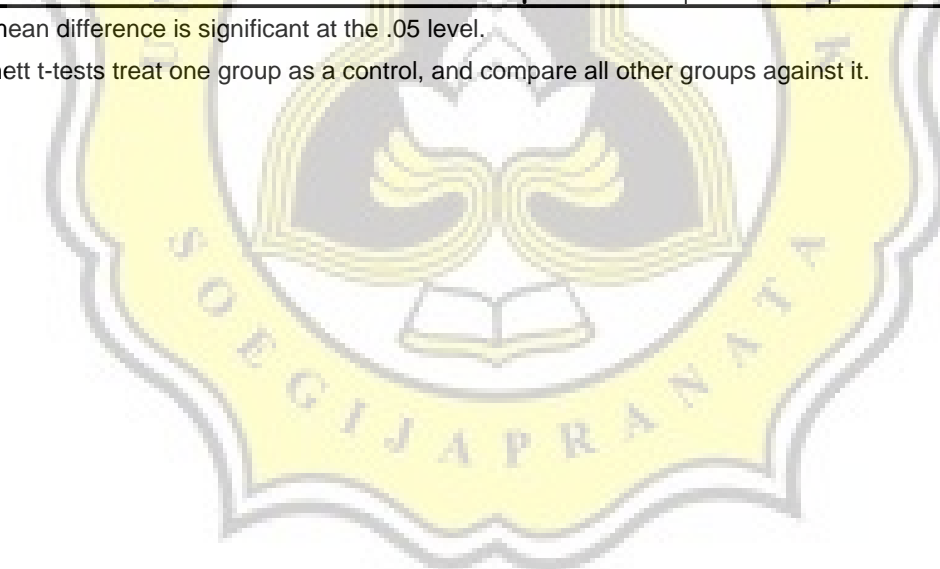 mean difference is significant at the .05 level.
nett t-tests treat one group as a control, and compare all other groups against it.
SOEGIJAPRANATA